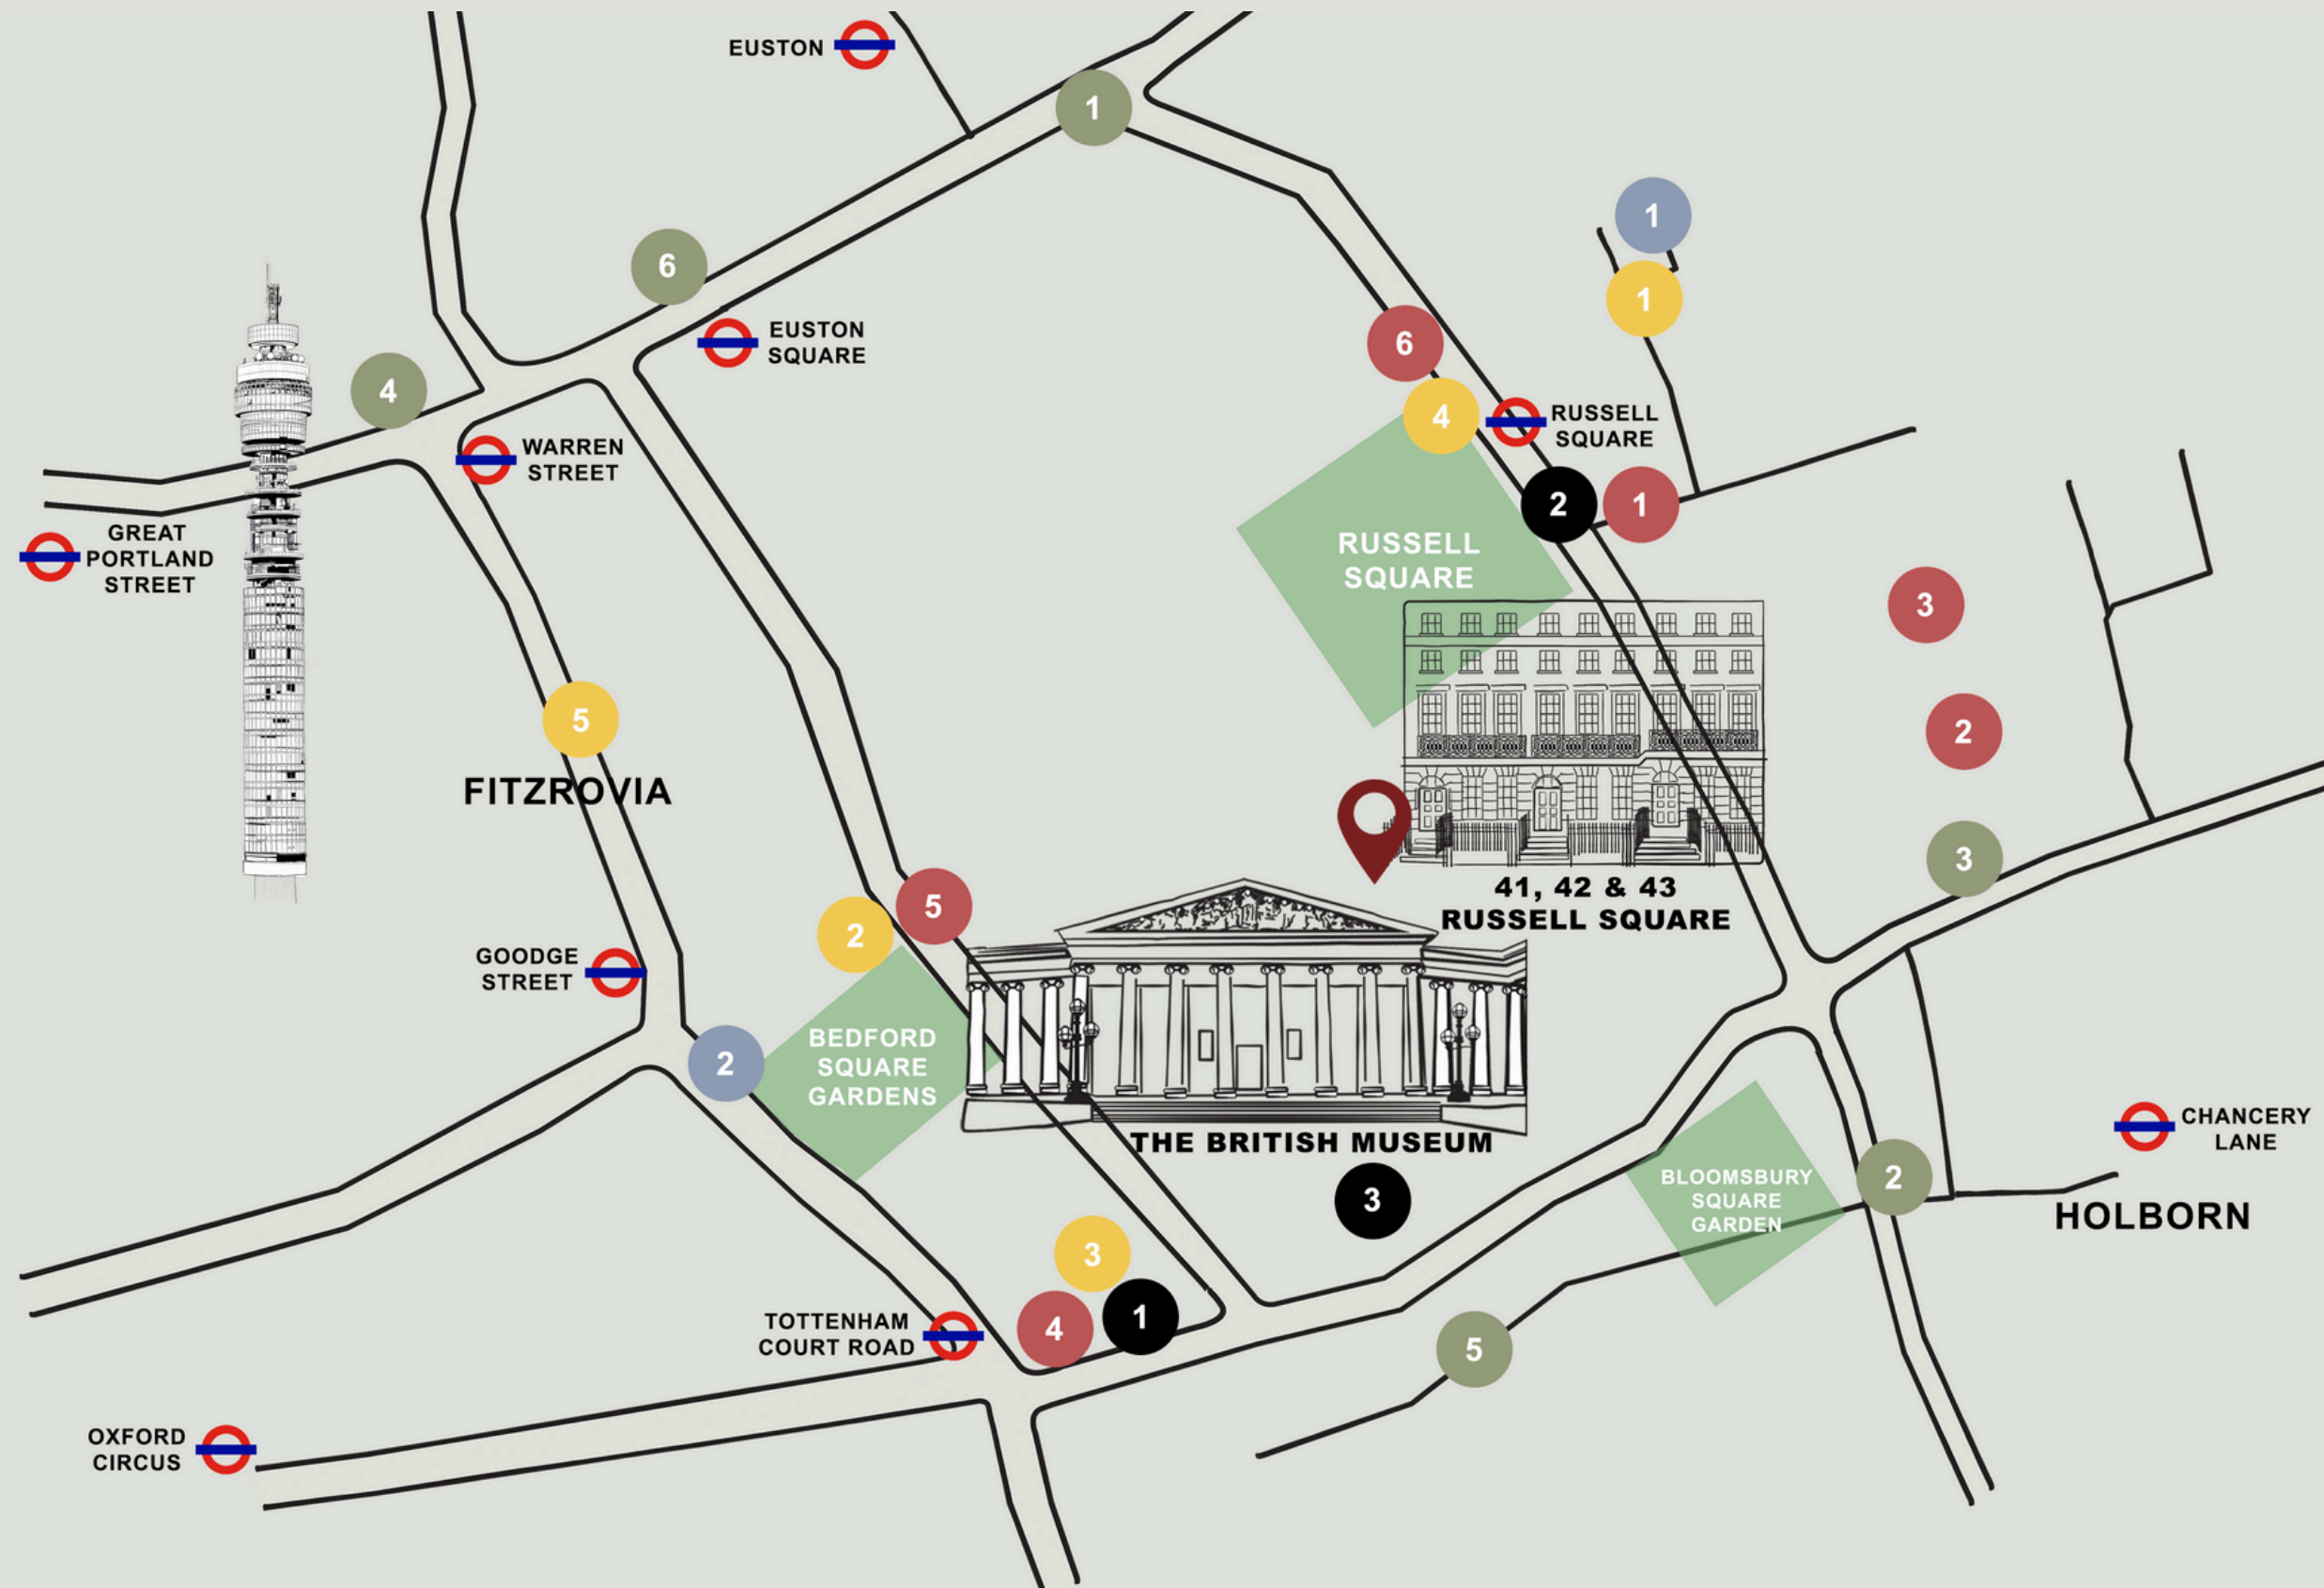 EUSTON
1
1
6
1
EUSTON
SQUARE
6
4
4
RUSSELL
SQUARE
WARREN
STREET
2
1
GREAT
PORTLAND
STREET
RUSSELL
SQUARE
3
5
2
FITZROVIA
3
41, 42 & 43
RUSSELL SQUARE
5
2
GOODGE
STREET
2
BEDFORD
SQUARE
GARDENS
THE BRITISH MUSEUM
CHANCERY
LANE
BLOOMSBURY
SQUARE
GARDEN
2
3
HOLBORN
3
4
1
TOTTENHAM
COURT ROAD
5
OXFORD
CIRCUS